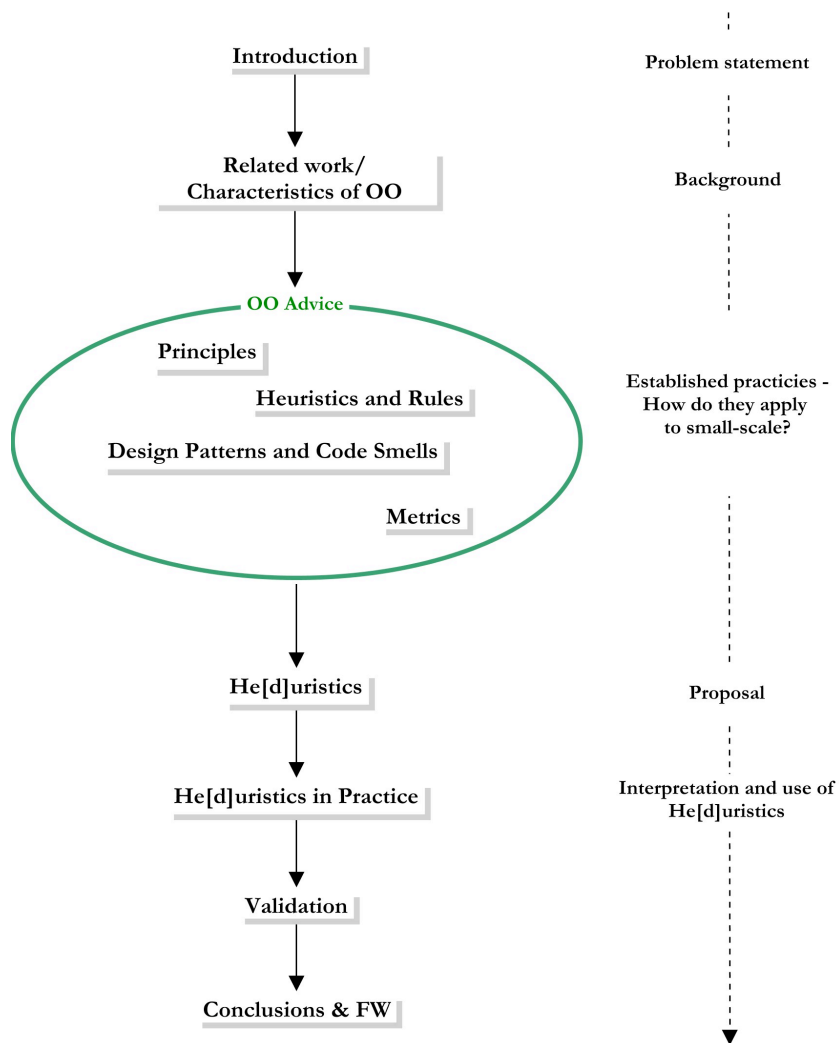 Introduction
Problem statement
Related work/
Characteristics of OO
Background
OO Advice
Principles
Heuristics and Rules
Design Patterns and Code Smells
Metrics
Established practicies -
How do they apply
to small-scale?
He[d]uristics
Proposal
He[d]uristics in Practice
Interpretation and use of
He[d]uristics
Validation
Conclusions & FW